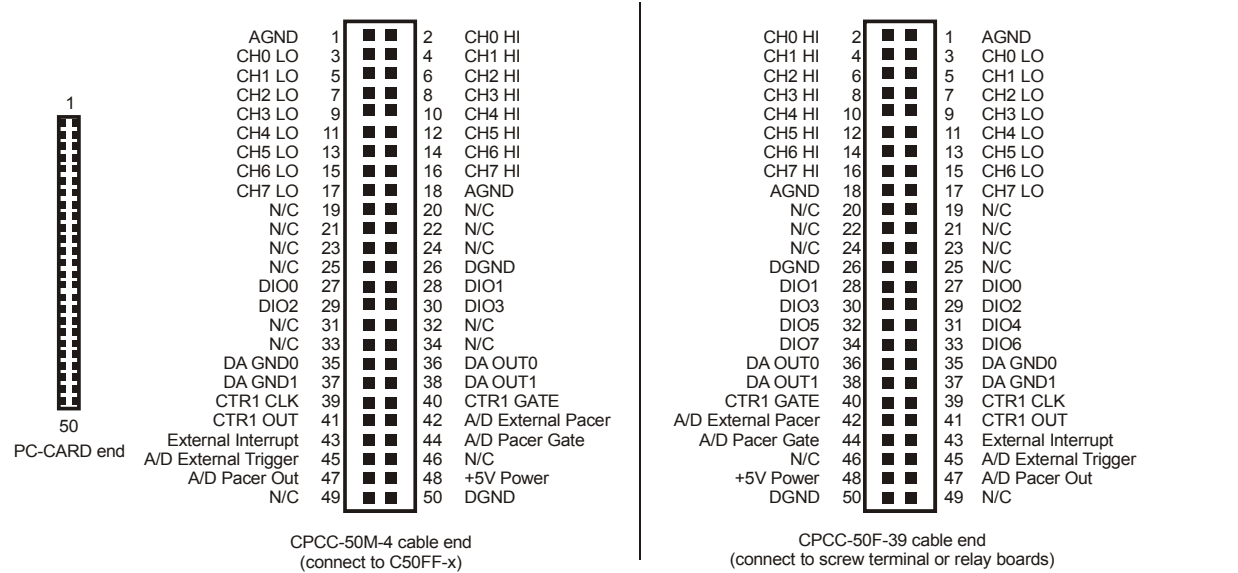 1
50
PC-CARD end
AGND 1 2 CH0 HI
CH0 LO 3 4 CH1 HI
CH1 LO 5 6 CH2 HI
CH2 LO 7 8 CH3 HI
CH3 LO 9 10 CH4 HI
CH4 LO 11 12 CH5 HI
CH5 LO 13 14 CH6 HI
CH6 LO 15 16 CH7 HI
CH7 LO 17 18 AGND
N/C 19 20 N/C
N/C 21 22 N/C
N/C 23 24 N/C
N/C 25 26 DGND
DIO0 27 28 DIO1
DIO2 29 30 DIO3
N/C 31 32 N/C
N/C 33 34 N/C
DA GND0 35 36 DA OUT0
DA GND1 37 38 DA OUT1
CTR1 CLK 39 40 CTR1 GATE
CTR1 OUT 41 42 A/D External Pacer
External Interrupt 43 44 A/D Pacer Gate
A/D External Trigger 45 46 N/C
A/D Pacer Out 47 48 +5V Power
N/C 49 50 DGND
CPCC-50M-4 cable end
(connect to C50FF-x)
CH0 HI 2 1 AGND
CH1 HI 4 3 CH0 LO
CH2 HI 6 5 CH1 LO
CH3 HI 8 7 CH2 LO
CH4 HI 10 9 CH3 LO
CH5 HI 12 11 CH4 LO
CH6 HI 14 13 CH5 LO
CH7 HI 16 15 CH6 LO
AGND 18 17 CH7 LO
N/C 20 19 N/C
N/C 22 21 N/C
N/C 24 23 N/C
DGND 26 25 N/C
DIO1 28 27 DIO0
DIO3 30 29 DIO2
DIO5 32 31 DIO4
DIO7 34 33 DIO6
DA OUT0 36 35 DA GND0
DA OUT1 38 37 DA GND1
CTR1 GATE 40 39 CTR1 CLK
A/D External Pacer 42 41 CTR1 OUT
A/D Pacer Gate 44 43 External Interrupt
N/C 46 45 A/D External Trigger
+5V Power 48 47 A/D Pacer Out
DGND 50 49 N/C
CPCC-50F-39 cable end
(connect to screw terminal or relay boards)